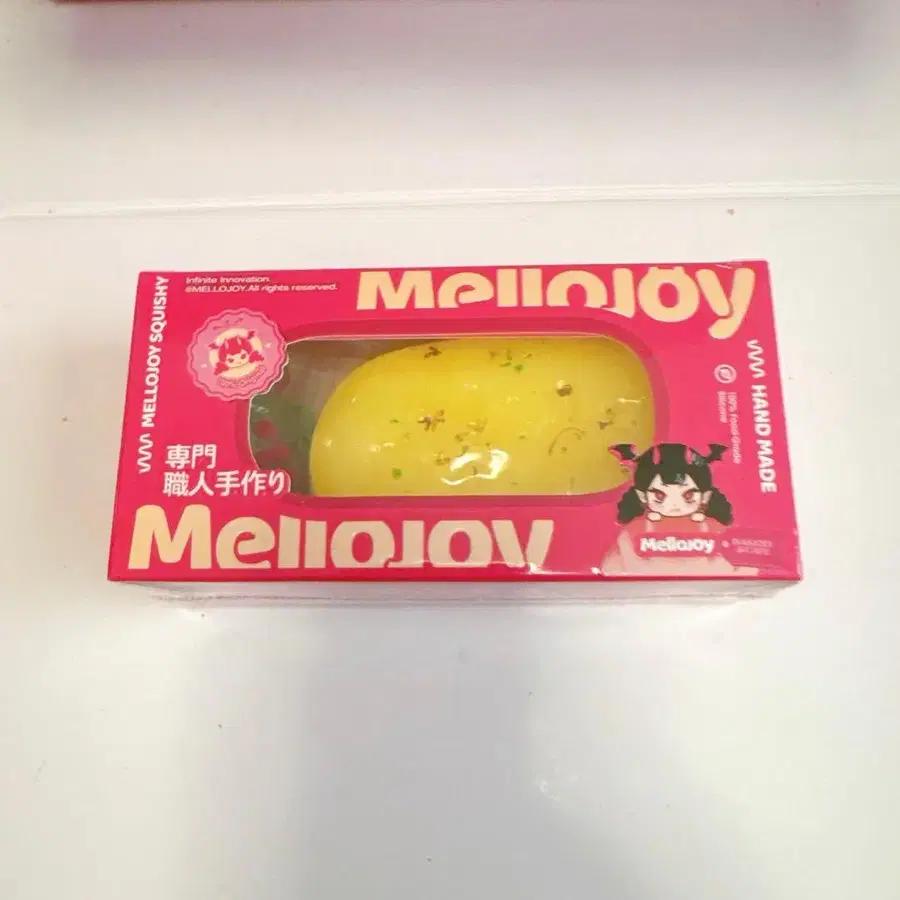 Infinite Innovation
@MELLOJOY.All rights reserved.
MelloJoy
MELLOJOY SQUISHY
HAND MADE
100% Food Grade
Silicone
専門
職人手作り
MelloJoy
MelloJoy